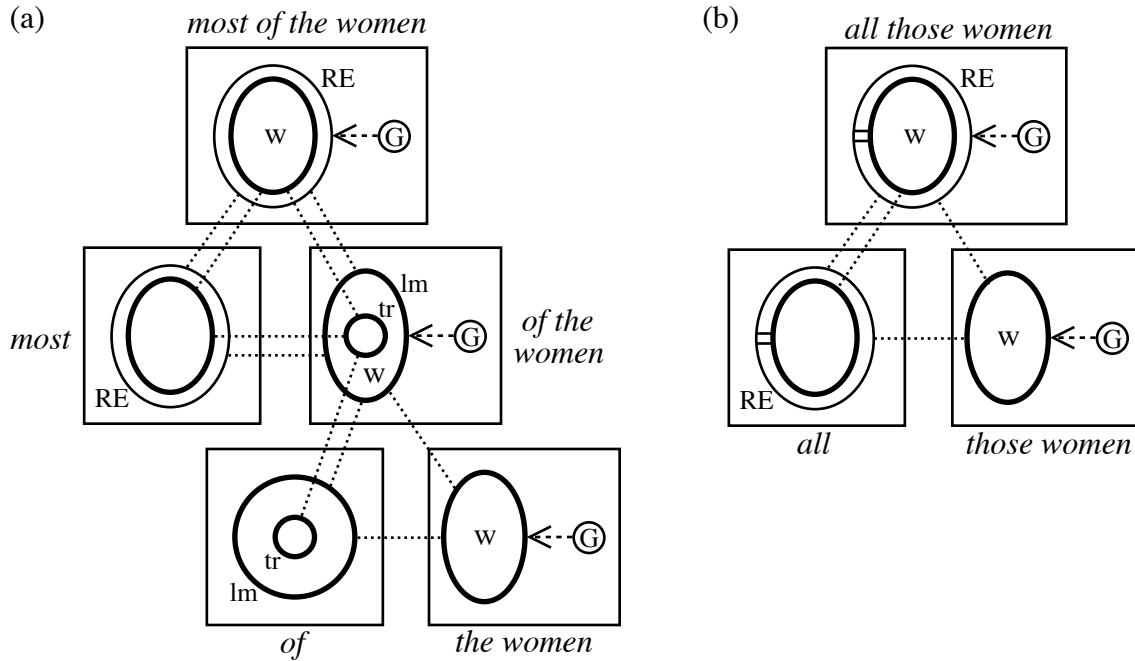 (a)
most of the women
RE
w
G
most
RE
lm
tr
w
G
of the
women
tr
lm
of
w
G
the women
(b)
all those women
RE
w
G
RE
all
w
G
those women